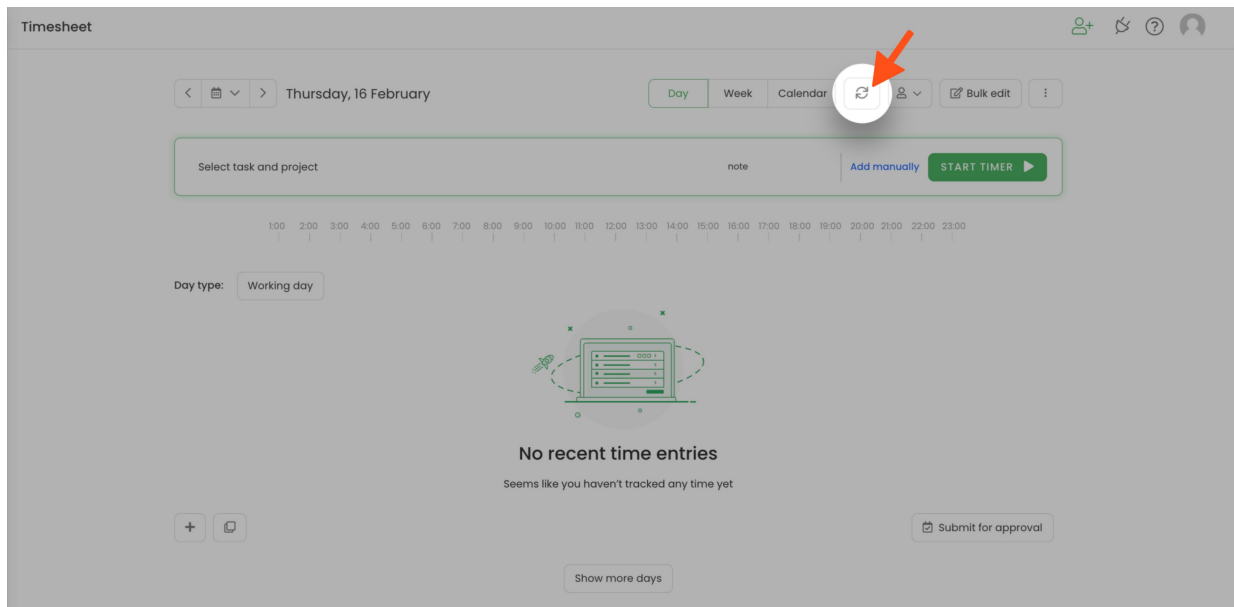 Timesheet
Thursday, 16 February
Day Week Calendar
Bulk edit
Select task and project
note
Add manually
START TIMER
1:00 2:00 3:00 4:00 5:00 6:00 7:00 8:00 9:00 10:00 11:00 12:00 13:00 14:00 15:00 16:00 17:00 18:00 19:00 20:00 21:00 22:00 23:00
Day type: Working day
No recent time entries
Seems like you haven't tracked any time yet
Submit for approval
Show more days